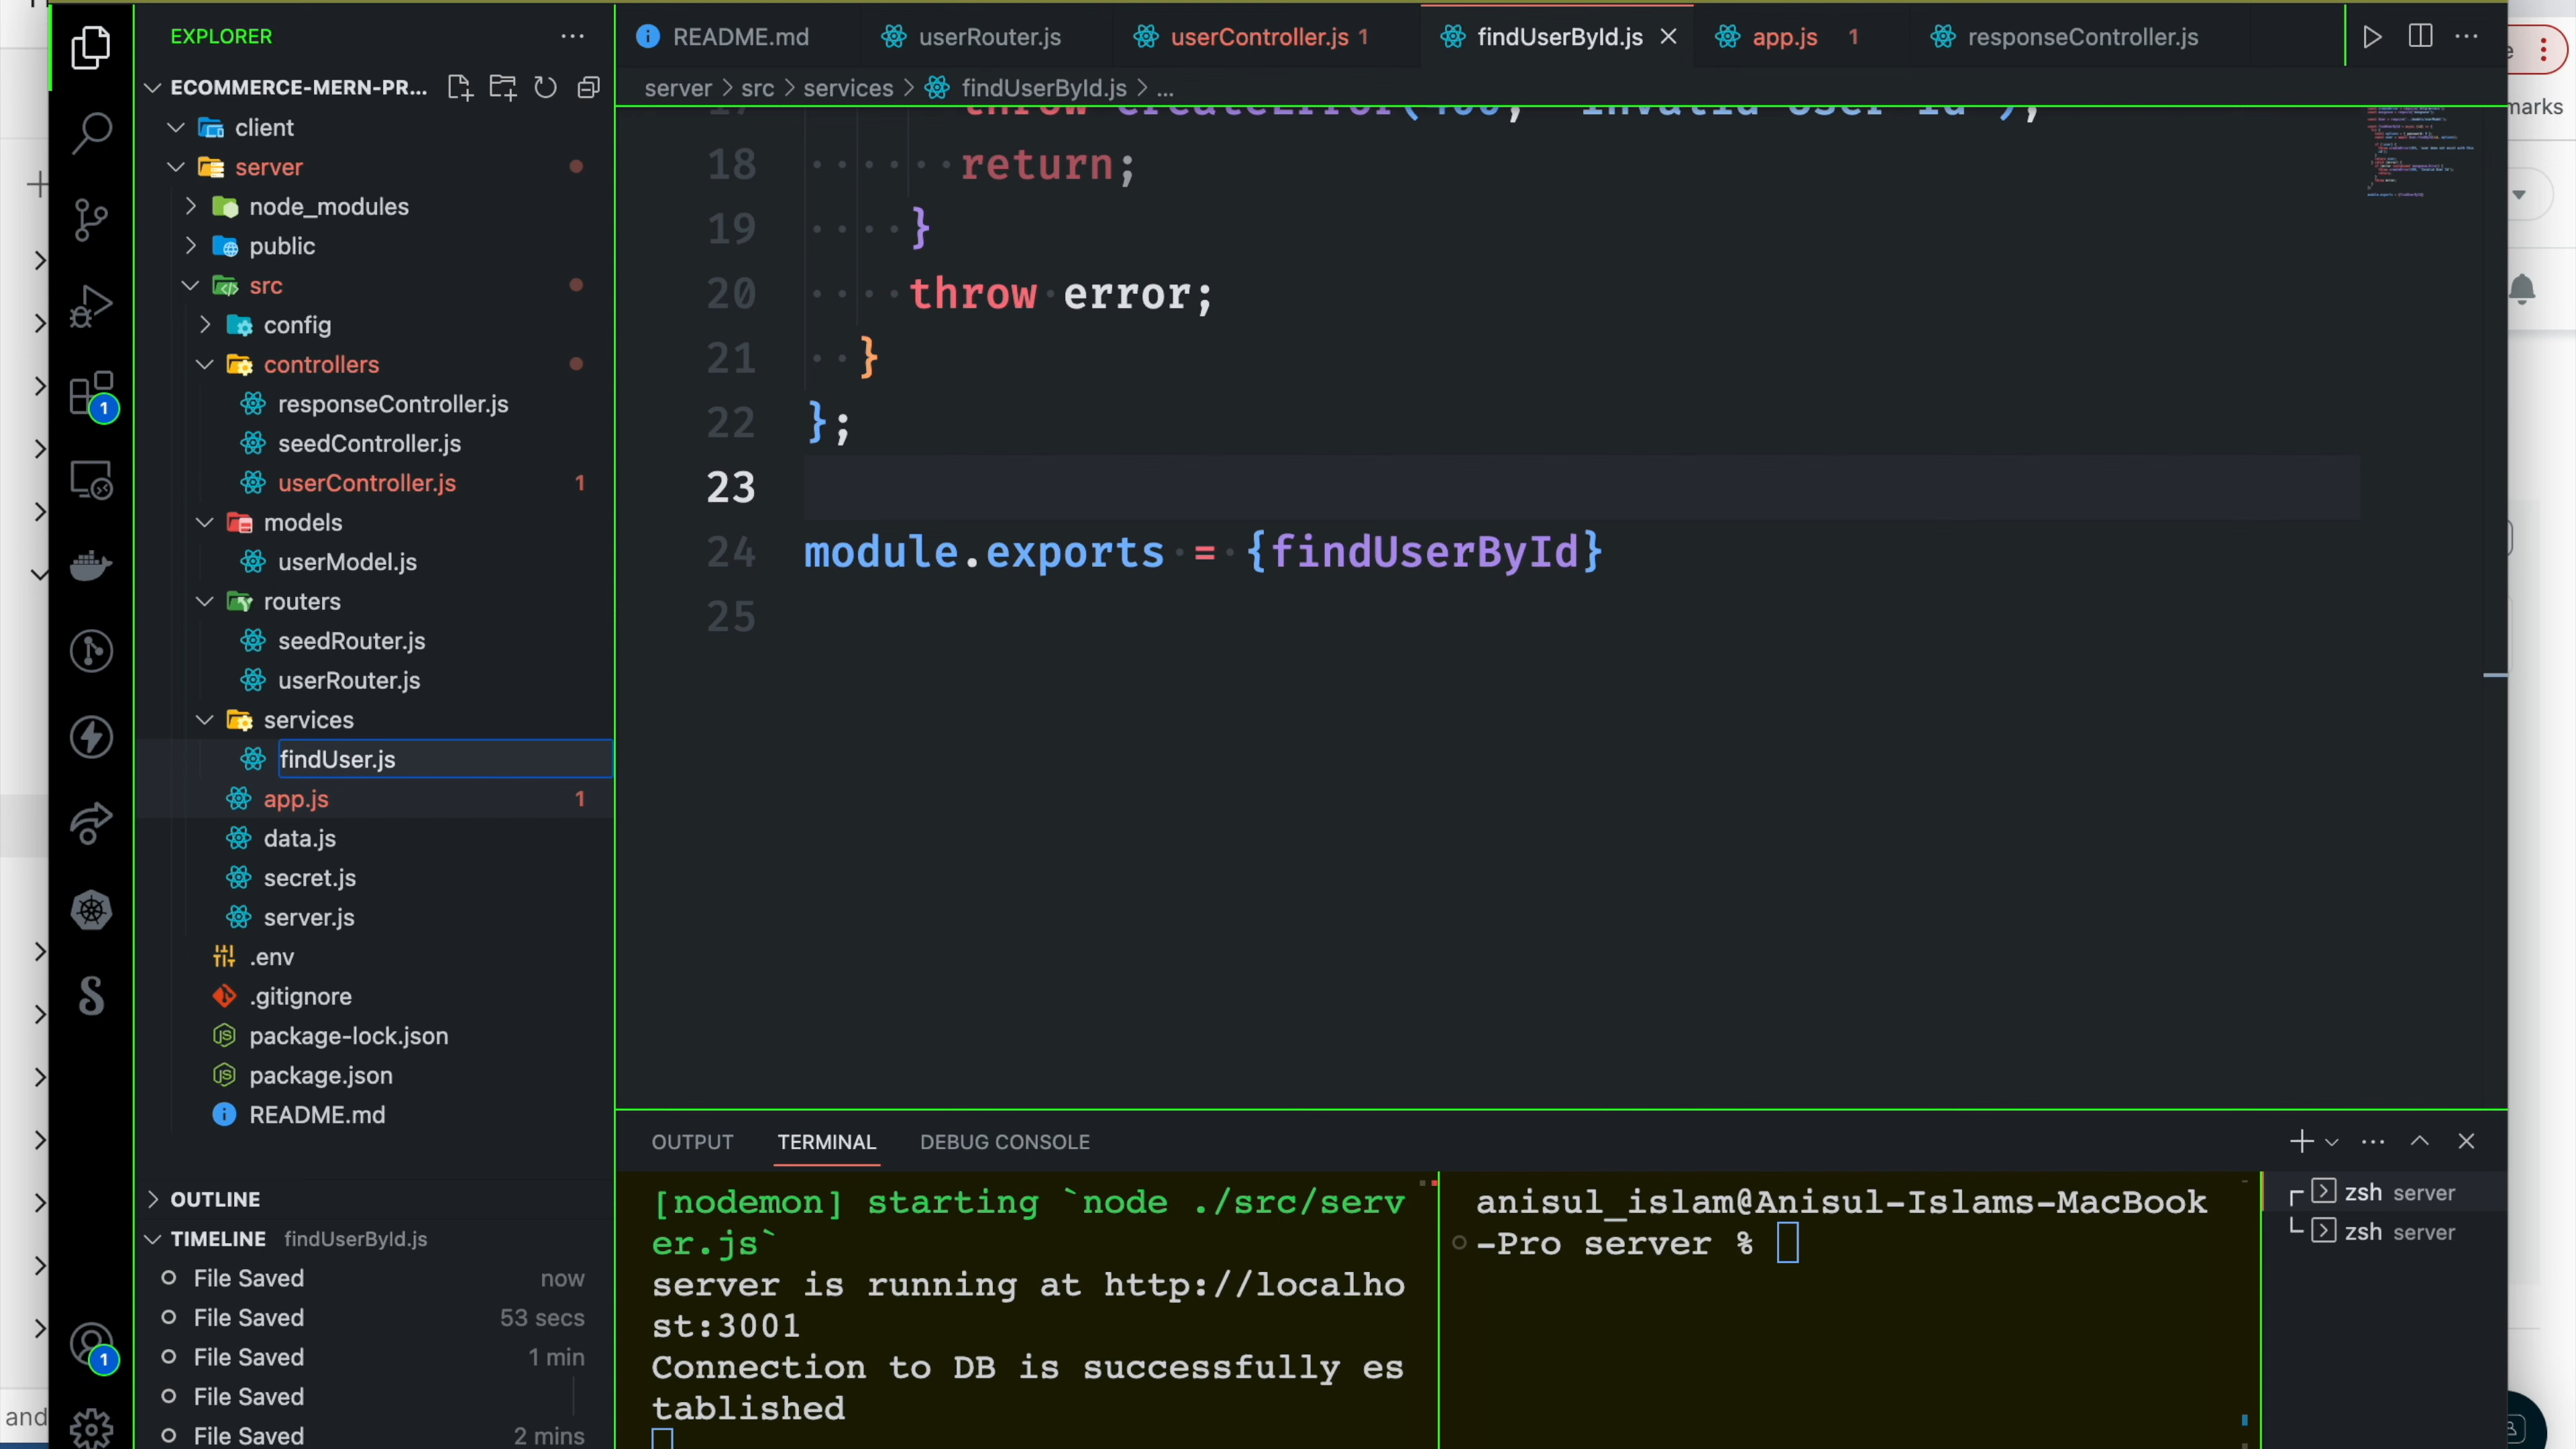 EXPLORER
ECOMMERCE-MERN-PR...
client
server
node_modules
public
src
config
controllers
responseController.js
seedController.js
userController.js 1
models
userModel.js
routers
seedRouter.js
userRouter.js
services
findUser.js
app.js 1
data.js
secret.js
server.js
.env
.gitignore
package-lock.json
package.json
README.md
OUTLINE
TIMELINE findUserById.js
File Saved now
File Saved 53 secs
File Saved 1 min
File Saved
File Saved 2 mins
1
1
README.md
userRouter.js
userController.js 1
findUserById.js
app.js 1
responseController.js
server > src > services > findUserById.js > ...
18 return;
19 }
20 throw error;
21 }
22 };
23
24 module.exports = {findUserById}
25
OUTPUT TERMINAL DEBUG CONSOLE
[nodemon] starting `node ./src/serv
er.js`
server is running at http://localho
st:3001
Connection to DB is successfully es
tablished
anisul_islam@Anisul-Islams-MacBook
-Pro server %
zsh server
zsh server
marks
and